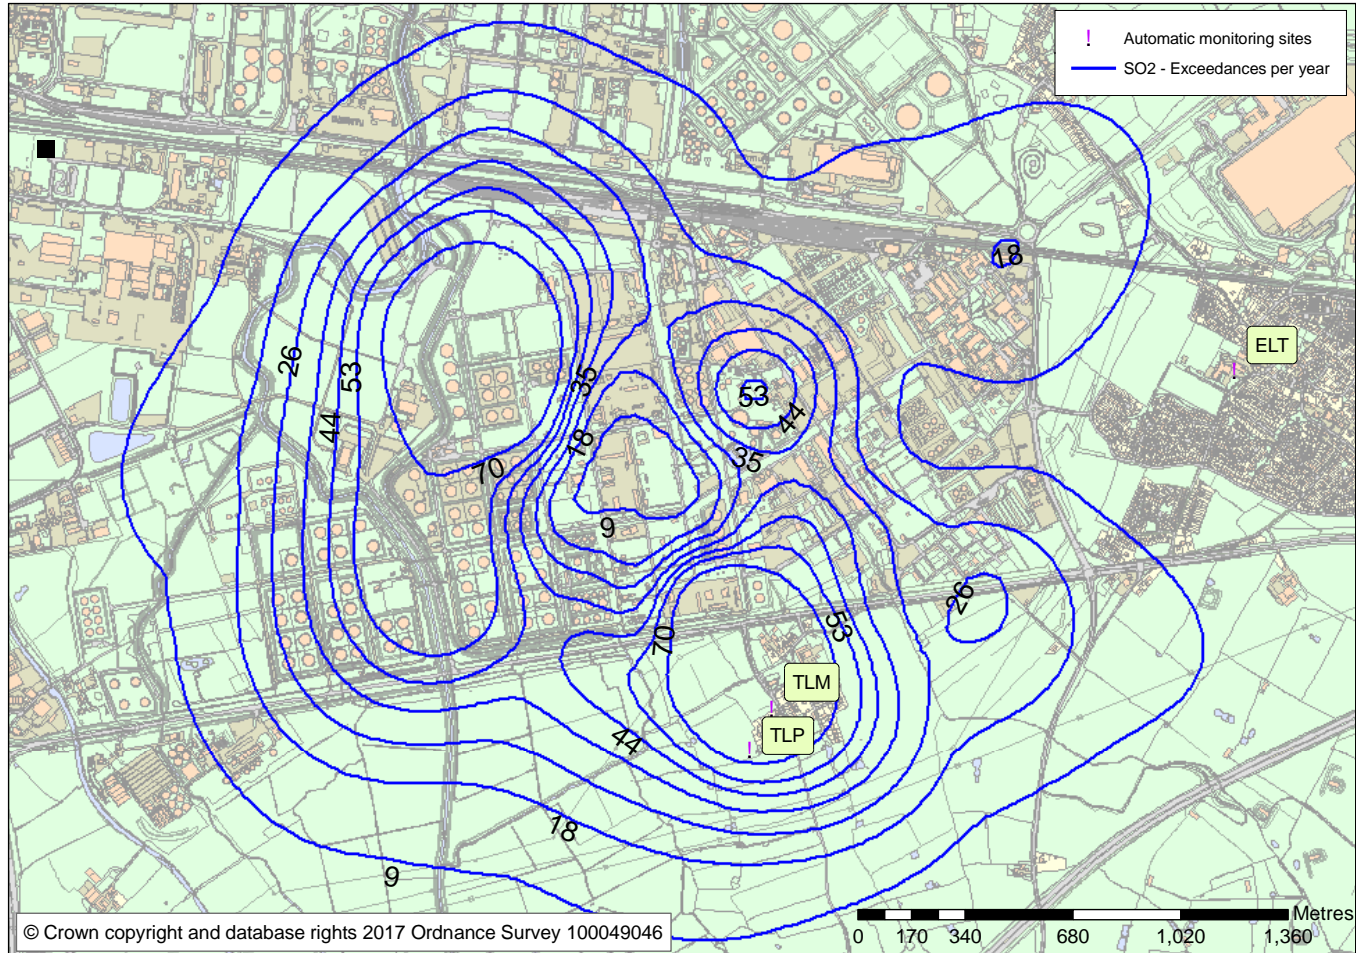 ! Automatic monitoring sites
SO2 - Exceedances per year
18
ELT
26
53
35
53
44
44
18
35
70
9
26
53
70
TLM
TLP
44
18
9
Metres
© Crown copyright and database rights 2017 Ordnance Survey 100049046
0 170 340 680 1,020 1,360